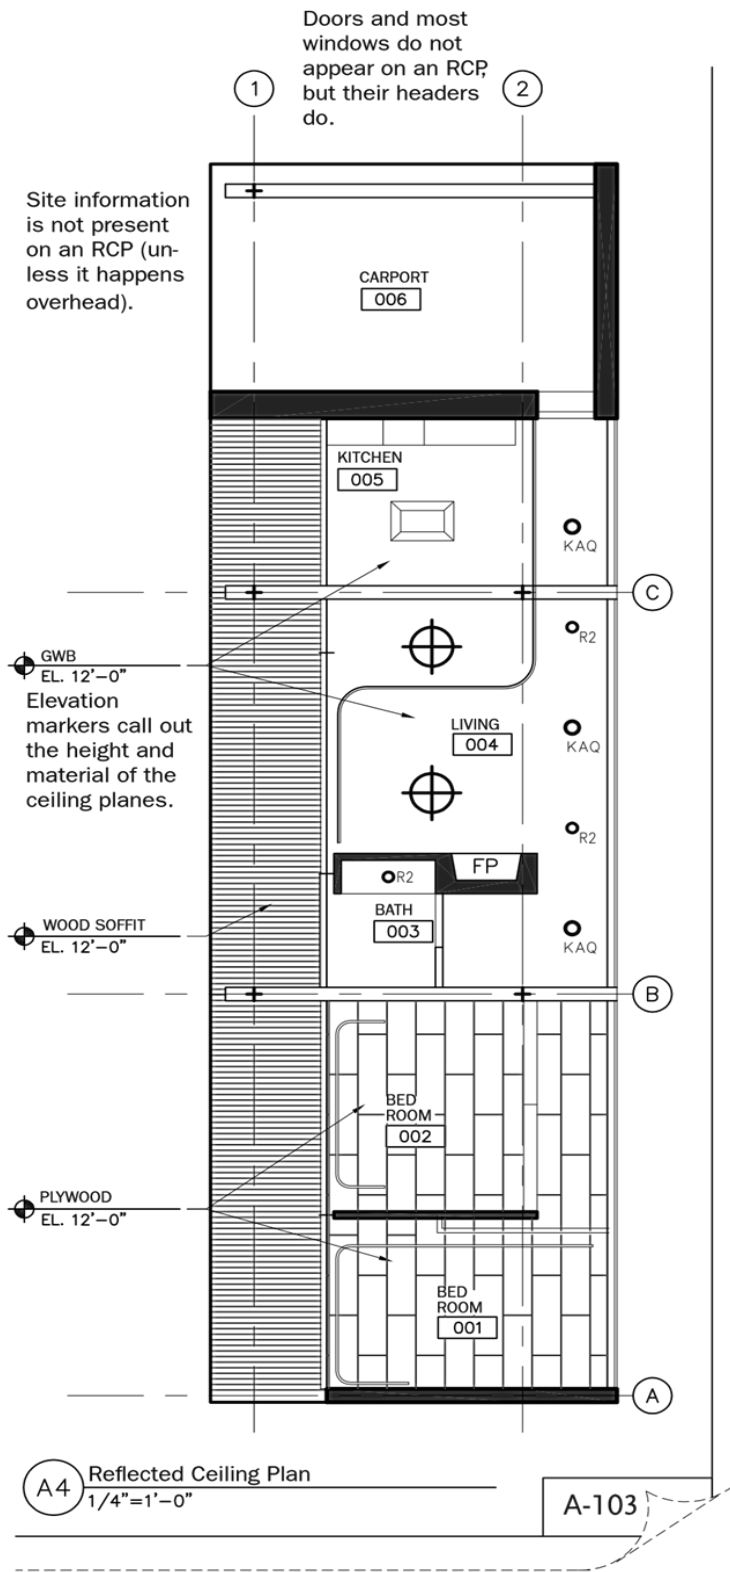 Doors and most
windows do not
appear on an RCP,
but their headers
do.
1
2
Site information
is not present
on an RCP (un-
less it happens
overhead).
CARPORT
006
KITCHEN
005
KAQ
C
R2
GWB
EL. 12'-0"
Elevation
markers call out
the height and
material of the
ceiling planes.
LIVING
004
KAQ
R2
FP
R2
BATH
003
WOOD SOFFIT
EL. 12'-0"
KAQ
B
BED
ROOM
002
PLYWOOD
EL. 12'-0"
BED
ROOM
001
A
A4
Reflected Ceiling Plan
1/4"=1'-0"
A-103